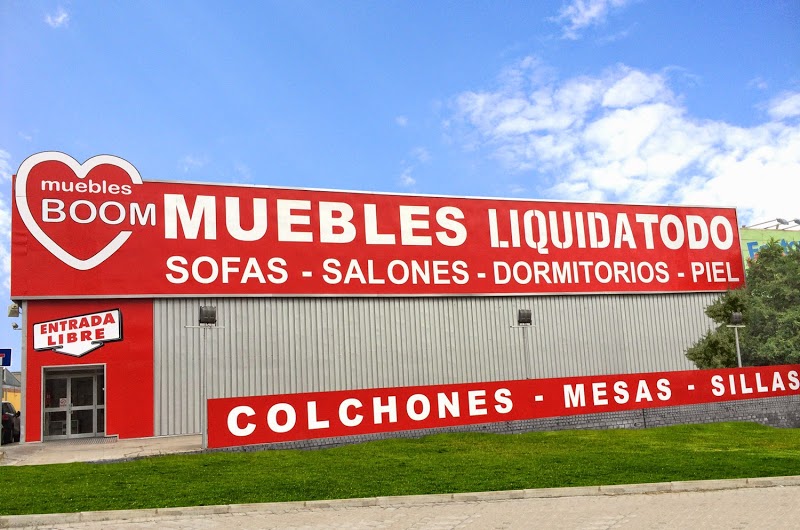 muebles
BOOM
MUEBLES LIQUIDATODO
SOFAS - SALONES - DORMITORIOS - PIEL
ENTRADA
LIBRE
COLCHONES - MESAS - SILLAS